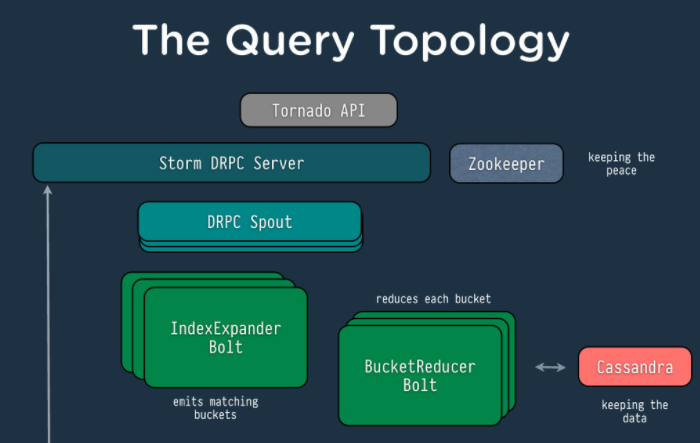 The Query Topology
Tornado API
Storm DRPC Server
Zookeeper
keeping the
peace
DRPC Spout
IndexExpander
Bolt
emits matching
buckets
reduces each bucket
BucketReducer
Bolt
Cassandra
keeping the
data